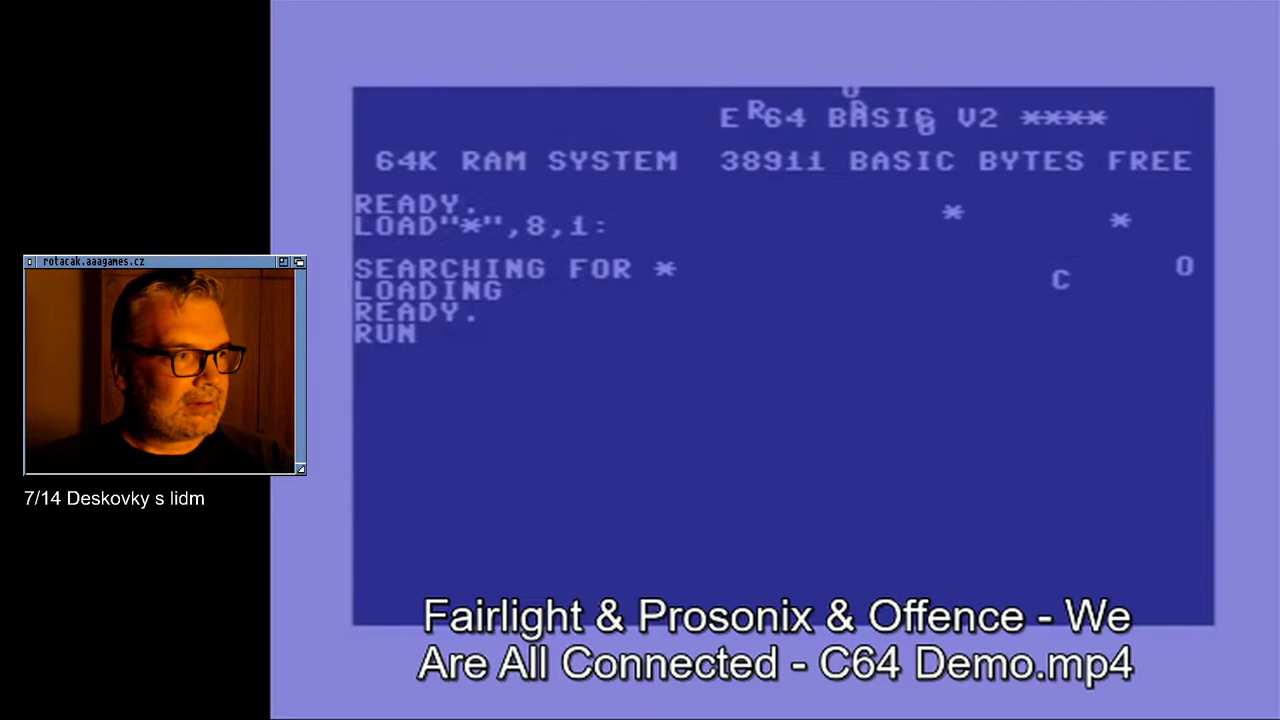 E R 64 BASIC V2 ****
64K RAM SYSTEM 38911 BASIC BYTES FREE
READY.
LOAD"*",8,1:
* *
SEARCHING FOR *
C O
LOADING
READY.
RUN
rotacak.aaagames.cz
7/14 Deskovky s lidm
Fairlight & Prosonix & Offence - We
Are All Connected - C64 Demo.mp4